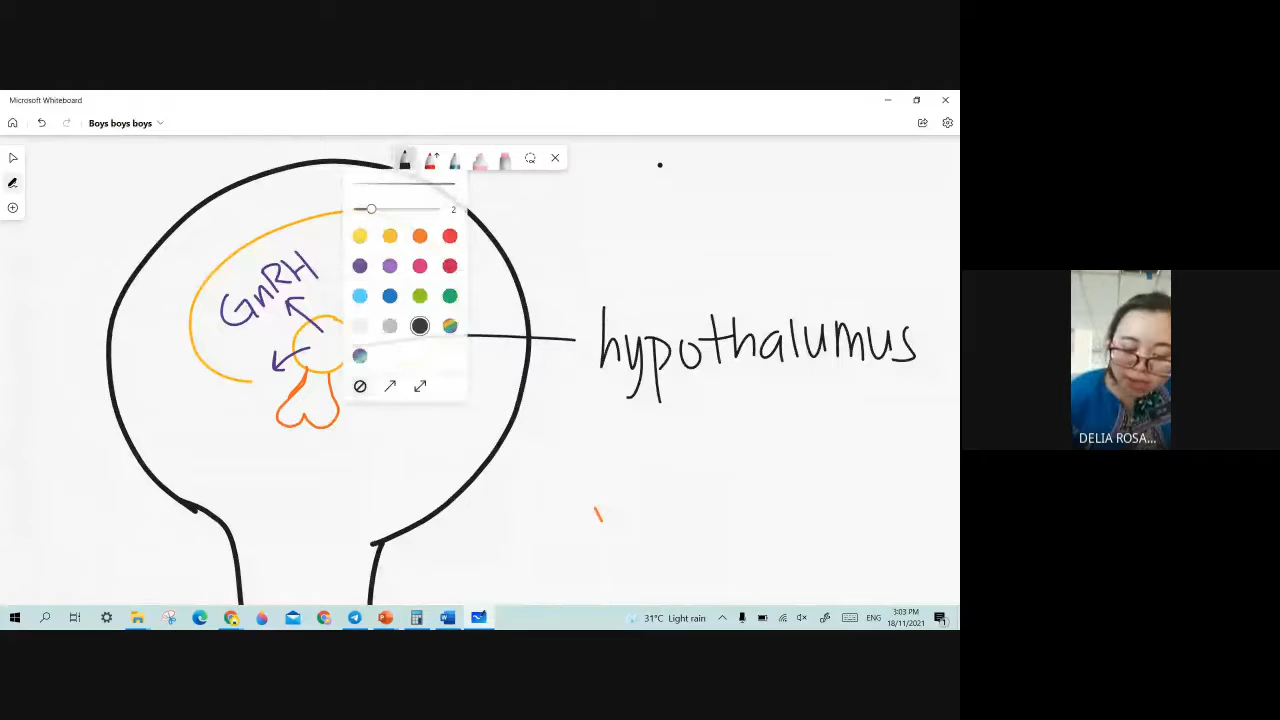 Microsoft Whiteboard
Boys boys boys
2
GnRH
hypothalumus
DELIA ROSA...
31°C Light rain
ENG
3:03 PM
18/11/2021